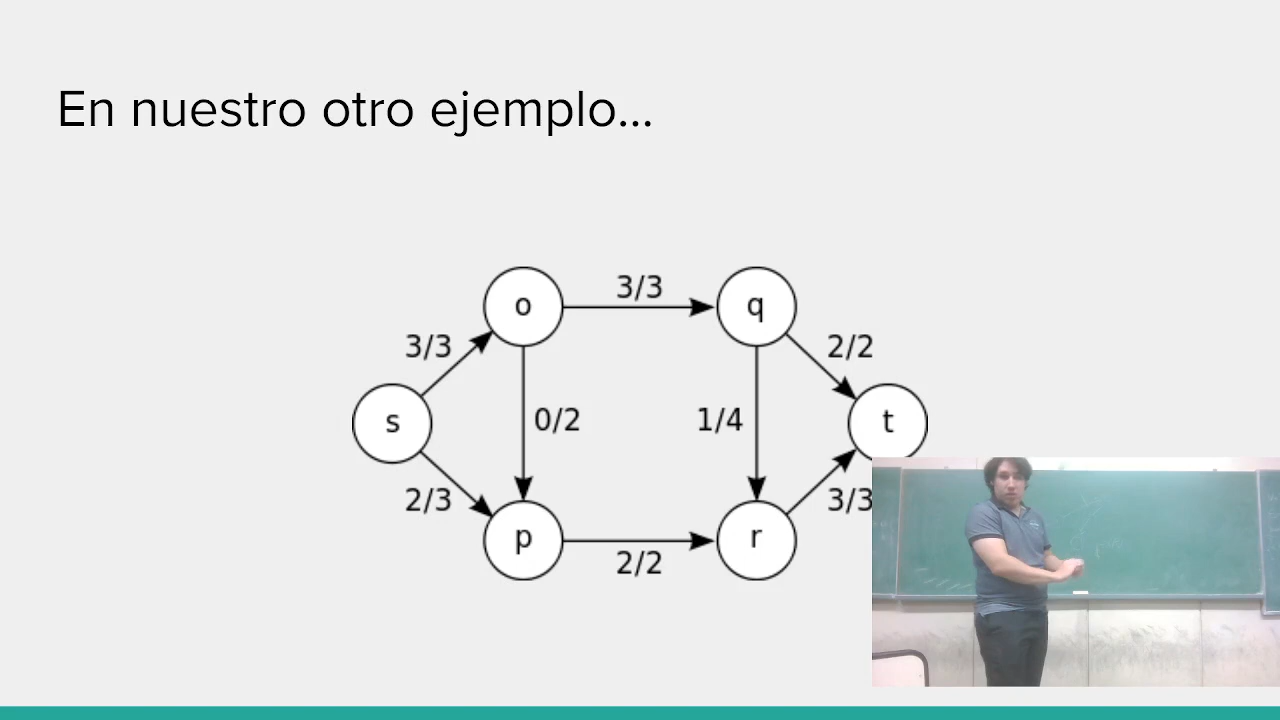 En nuestro otro ejemplo...
o
3/3
q
3/3
2/2
s
0/2
1/4
t
2/3
3/3
p
2/2
r